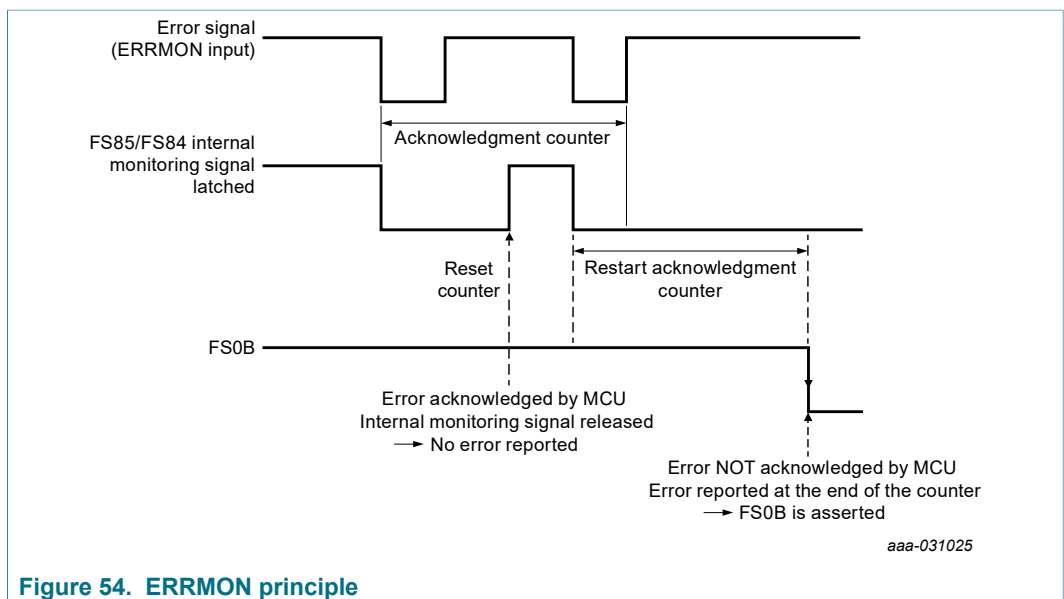 Error signal
(ERRMON input)
Acknowledgment counter
FS85/FS84 internal
monitoring signal
latched
Reset
counter
Restart acknowledgment
counter
FS0B
Error acknowledged by MCU
Internal monitoring signal released
→ No error reported
Error NOT acknowledged by MCU
Error reported at the end of the counter
→ FS0B is asserted
aaa-031025
Figure 54. ERRMON principle